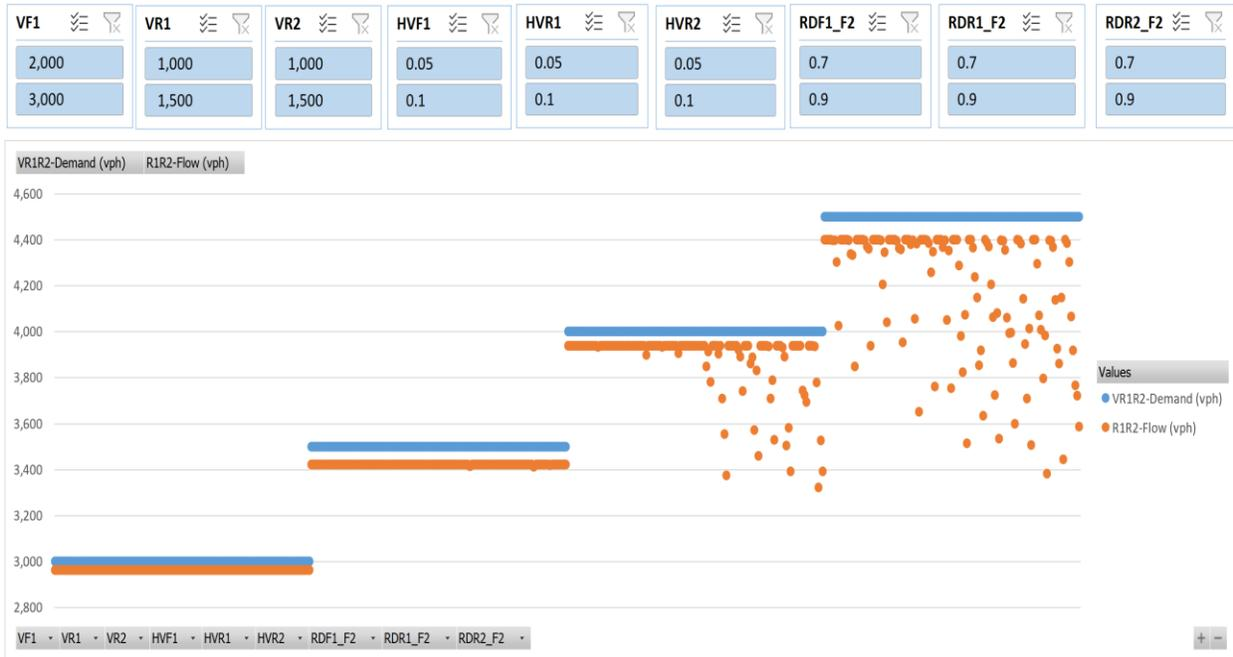 VF1 VR1 VR2 HVF1 HVR1 HVR2 RDF1_F2 RDR1_F2 RDR2_F2
2,000 1,000 1,000 0.05 0.05 0.05 0.7 0.7 0.7
3,000 1,500 1,500 0.1 0.1 0.1 0.9 0.9 0.9
VR1R2-Demand (vph) R1R2-Flow (vph)
4,600
4,400
4,200
4,000
3,800
3,600
3,400
3,200
3,000
2,800
Values
VR1R2-Demand (vph)
R1R2-Flow (vph)
VF1 VR1 VR2 HVF1 HVR1 HVR2 RDF1_F2 RDR1_F2 RDR2_F2
+ −